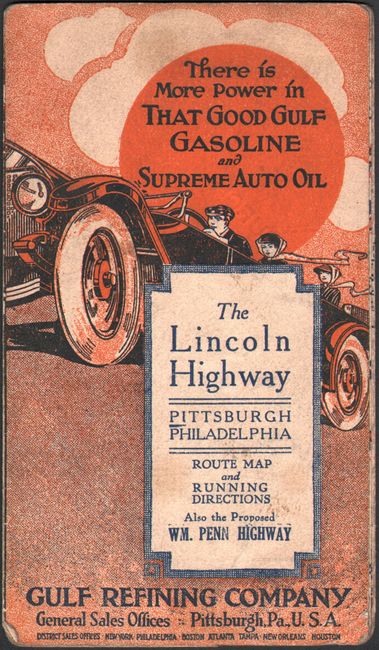 There is
More Power in
THAT GOOD GULF
GASOLINE
and
SUPREME AUTO OIL
The
Lincoln
Highway
PITTSBURGH
PHILADELPHIA
ROUTE MAP
and
RUNNING
DIRECTIONS
Also the Proposed
WM. PENN HIGHWAY
GULF REFINING COMPANY
General Sales Offices : Pittsburgh, Pa., U. S. A.
DISTRICT SALES OFFICES NEW YORK PHILADELPHIA BOSTON ATLANTA TAMPA NEW ORLEANS HOUSTON